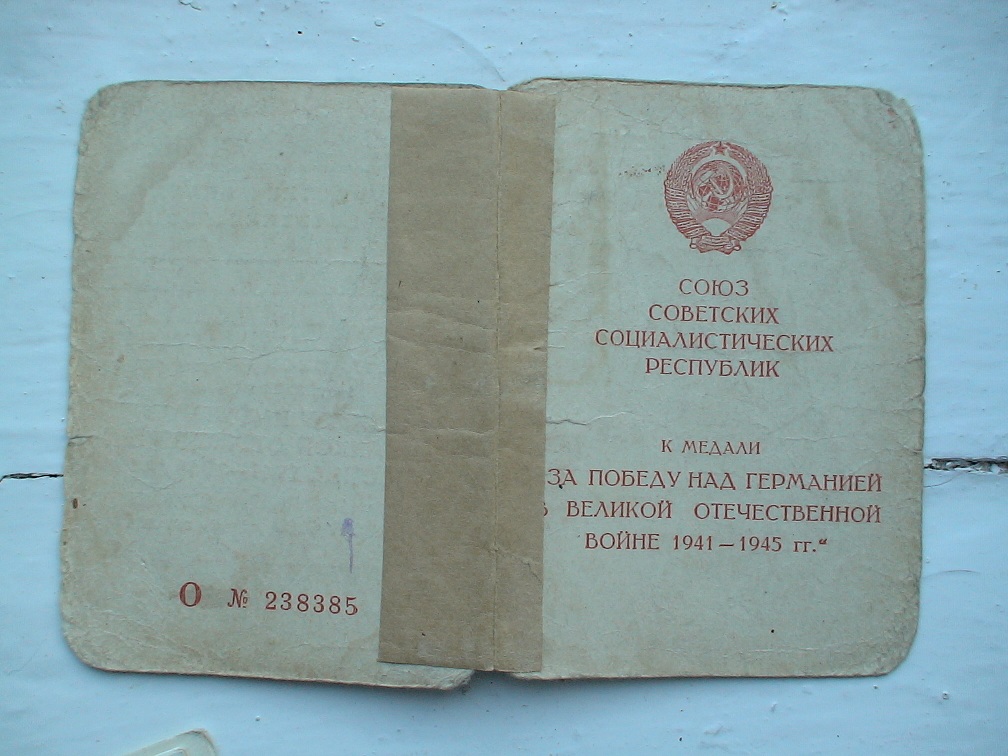 О № 238385
СОЮЗ
СОВЕТСКИХ
СОЦИАЛИСТИЧЕСКИХ
РЕСПУБЛИК
К МЕДАЛИ
ЗА ПОБЕДУ НАД ГЕРМАНИЕЙ
В ВЕЛИКОЙ ОТЕЧЕСТВЕННОЙ
ВОЙНЕ 1941—1945 гг.“